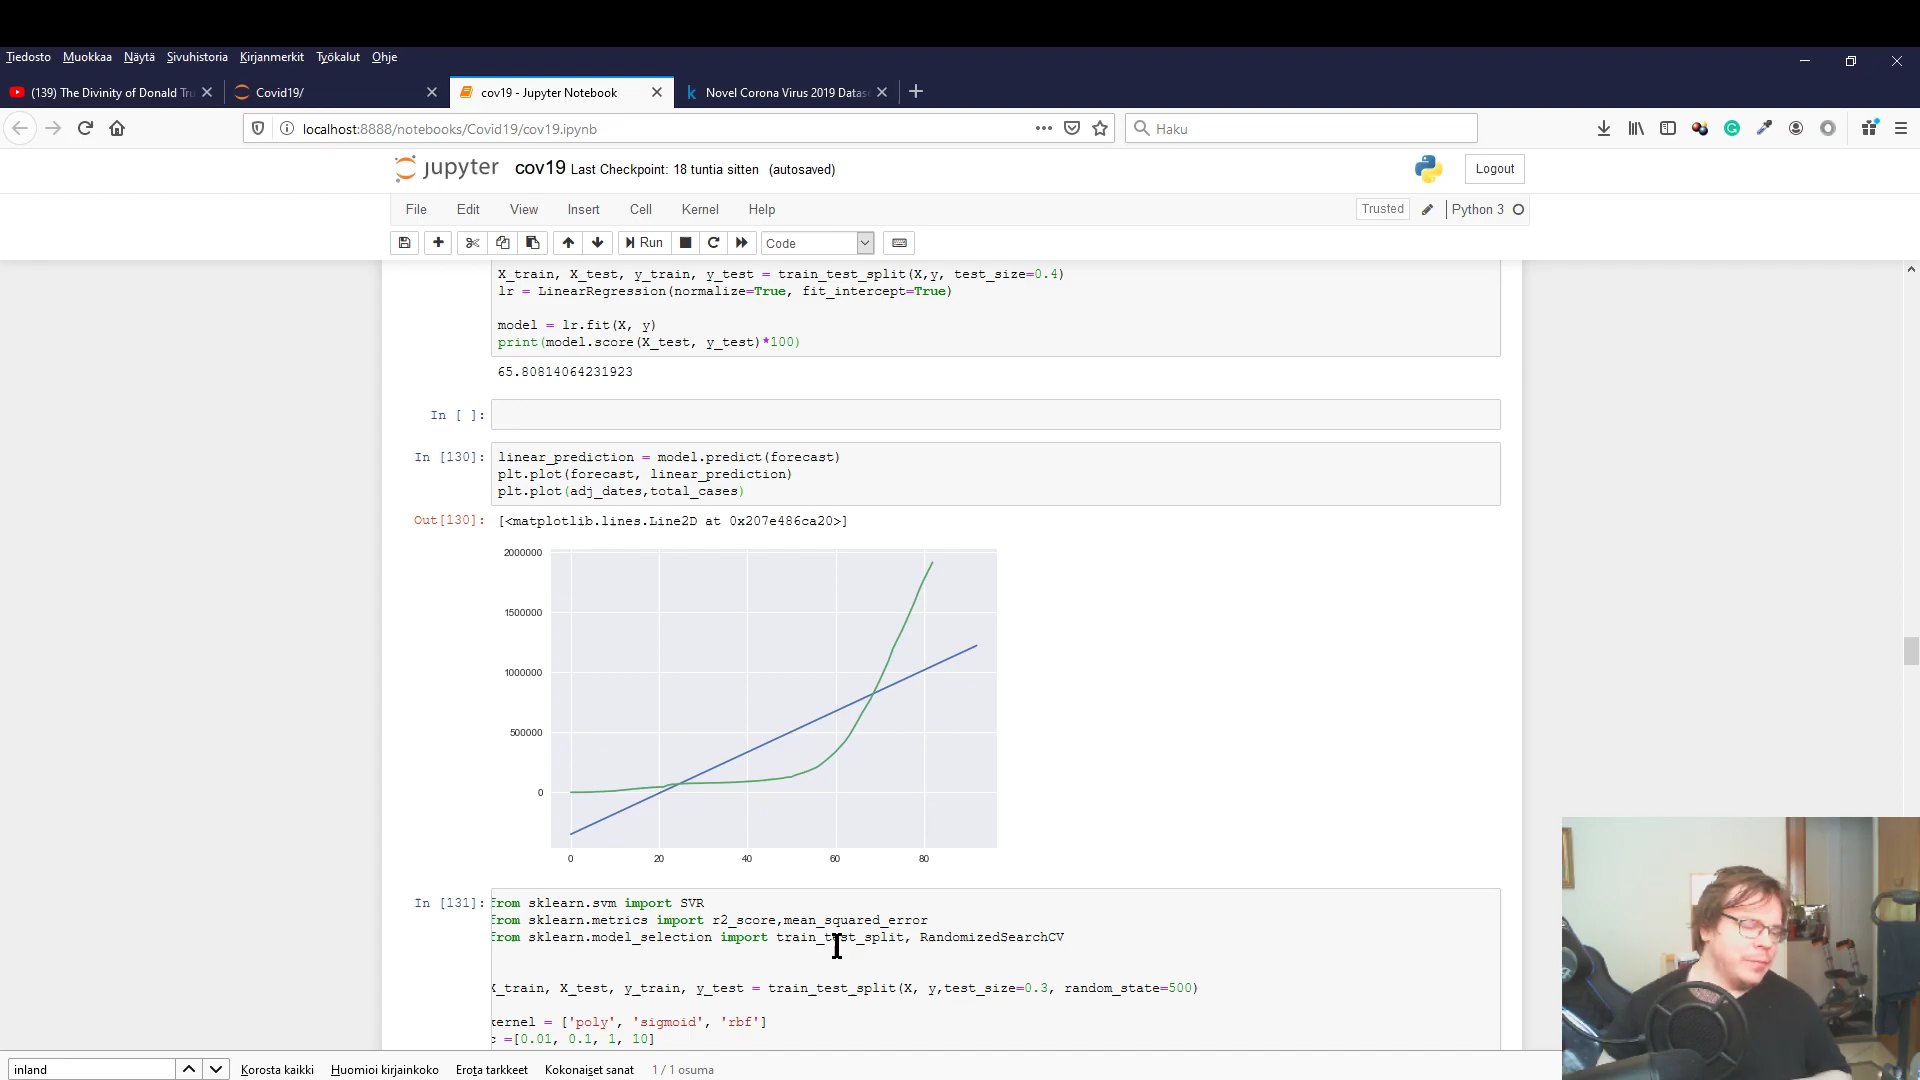 Tiedosto Muokkaa Näytä Sivuhistoria Kirjanmerkit Työkalut Ohje
(139) The Divinity of Donald Tru
Covid19/
cov19 - Jupyter Notebook
Novel Corona Virus 2019 Datas
localhost:8888/notebooks/Covid19/cov19.ipynb
Haku
jupyter cov19 Last Checkpoint: 18 tuntia sitten (autosaved)
Logout
File Edit View Insert Cell Kernel Help
Trusted
Python 3
Run
Code
X_train, X_test, y_train, y_test = train_test_split(X,y, test_size=0.4)
lr = LinearRegression(normalize=True, fit_intercept=True)
model = lr.fit(X, y)
print(model.score(X_test, y_test)*100)
65.80814064231923
In [ ]:
In [130]:
linear_prediction = model.predict(forecast)
plt.plot(forecast, linear_prediction)
plt.plot(adj_dates,total_cases)
Out[130]: [<matplotlib.lines.Line2D at 0x207e486ca20>]
2000000
1500000
1000000
500000
0
0 20 40 60 80
In [131]:
from sklearn.svm import SVR
from sklearn.metrics import r2_score,mean_squared_error
from sklearn.model_selection import train_test_split, RandomizedSearchCV
X_train, X_test, y_train, y_test = train_test_split(X, y,test_size=0.3, random_state=500)
kernel = ['poly', 'sigmoid', 'rbf']
c =[0.01, 0.1, 1, 10]
inland
Korosta kaikki Huomioi kirjainkoko Erota tarkkeet Kokonaiset sanat 1 / 1 osuma